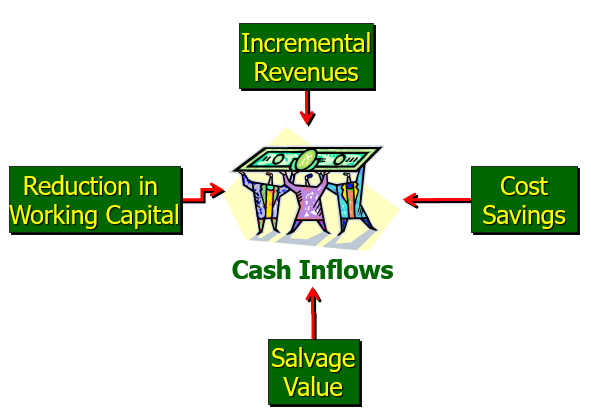 Incremental
Revenues
Reduction in
Working Capital
Cost
Savings
Cash Inflows
Salvage
Value